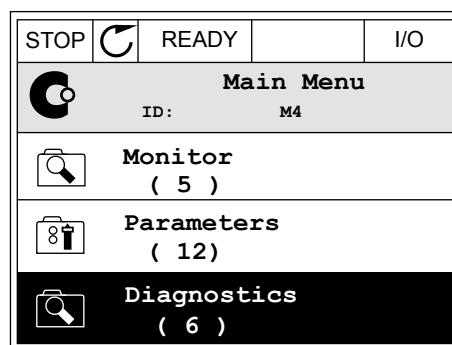 STOP READY I/O
Main Menu
ID: M4
Monitor
( 5 )
Parameters
( 12)
Diagnostics
( 6 )